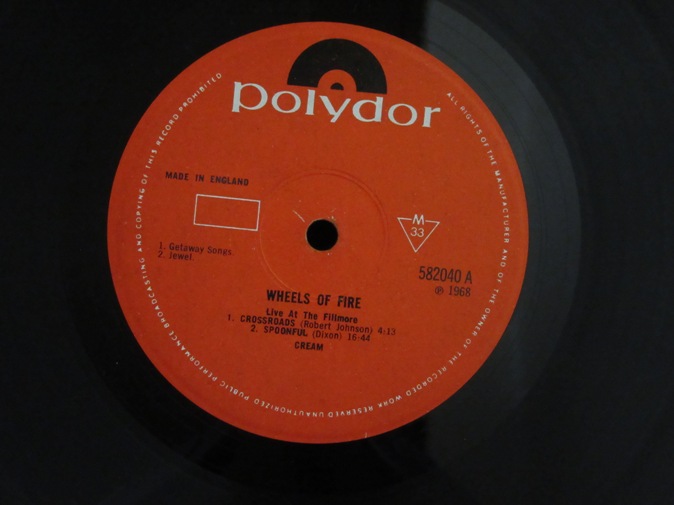 polydor
UNAUTHORIZED PUBLIC PERFORMANCE BROADCASTING AND COPYING OF THIS RECORD PROHIBITED
ALL RIGHTS OF THE MANUFACTURER AND OF THE OWNER OF THE RECORDED WORK RESERVED
MADE IN ENGLAND
M
33
1. Getaway Songs.
2. Jewel.
582040 A
℗ 1968
WHEELS OF FIRE
Live At The Fillmore
1. CROSSROADS (Robert Johnson) 4:13
2. SPOONFUL (Dixon) 16:44
CREAM